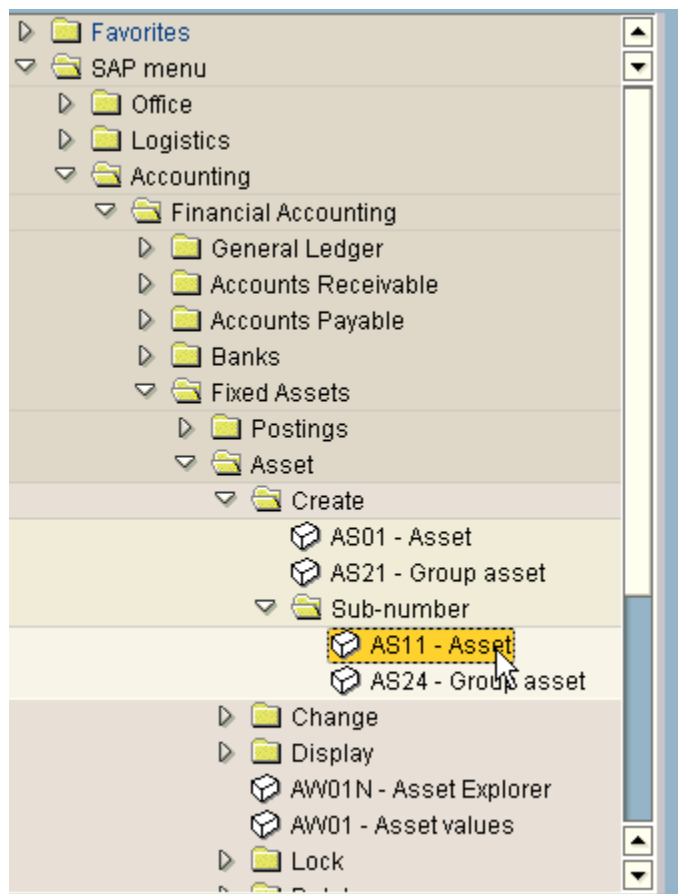 Favorites
SAP menu
Office
Logistics
Accounting
Financial Accounting
General Ledger
Accounts Receivable
Accounts Payable
Banks
Fixed Assets
Postings
Asset
Create
AS01 - Asset
AS21 - Group asset
Sub-number
AS11 - Asset
AS24 - Group asset
Change
Display
AW01N - Asset Explorer
AW01 - Asset values
Lock